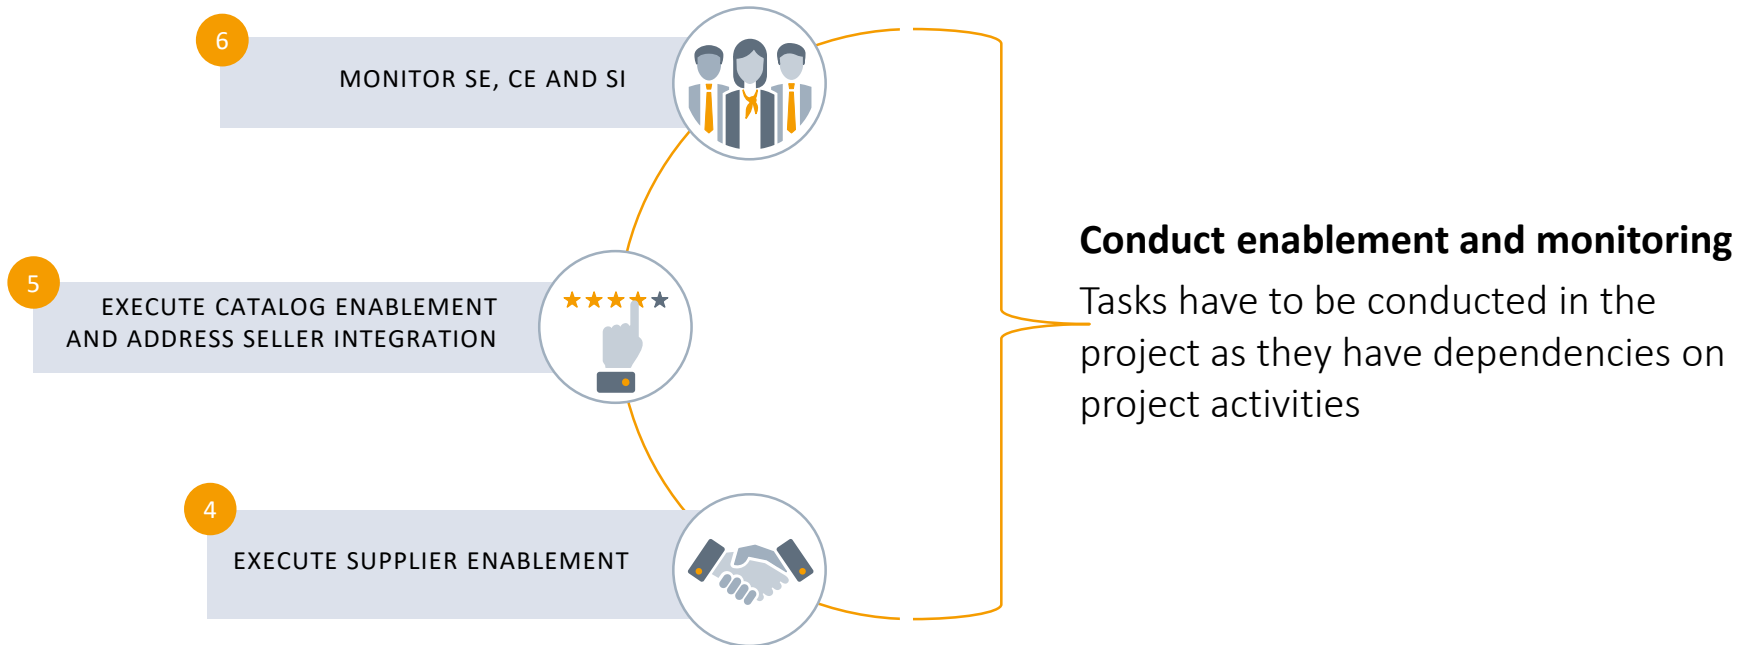 6
MONITOR SE, CE AND SI
5
EXECUTE CATALOG ENABLEMENT
AND ADDRESS SELLER INTEGRATION
4
EXECUTE SUPPLIER ENABLEMENT
Conduct enablement and monitoring
Tasks have to be conducted in the
project as they have dependencies on
project activities